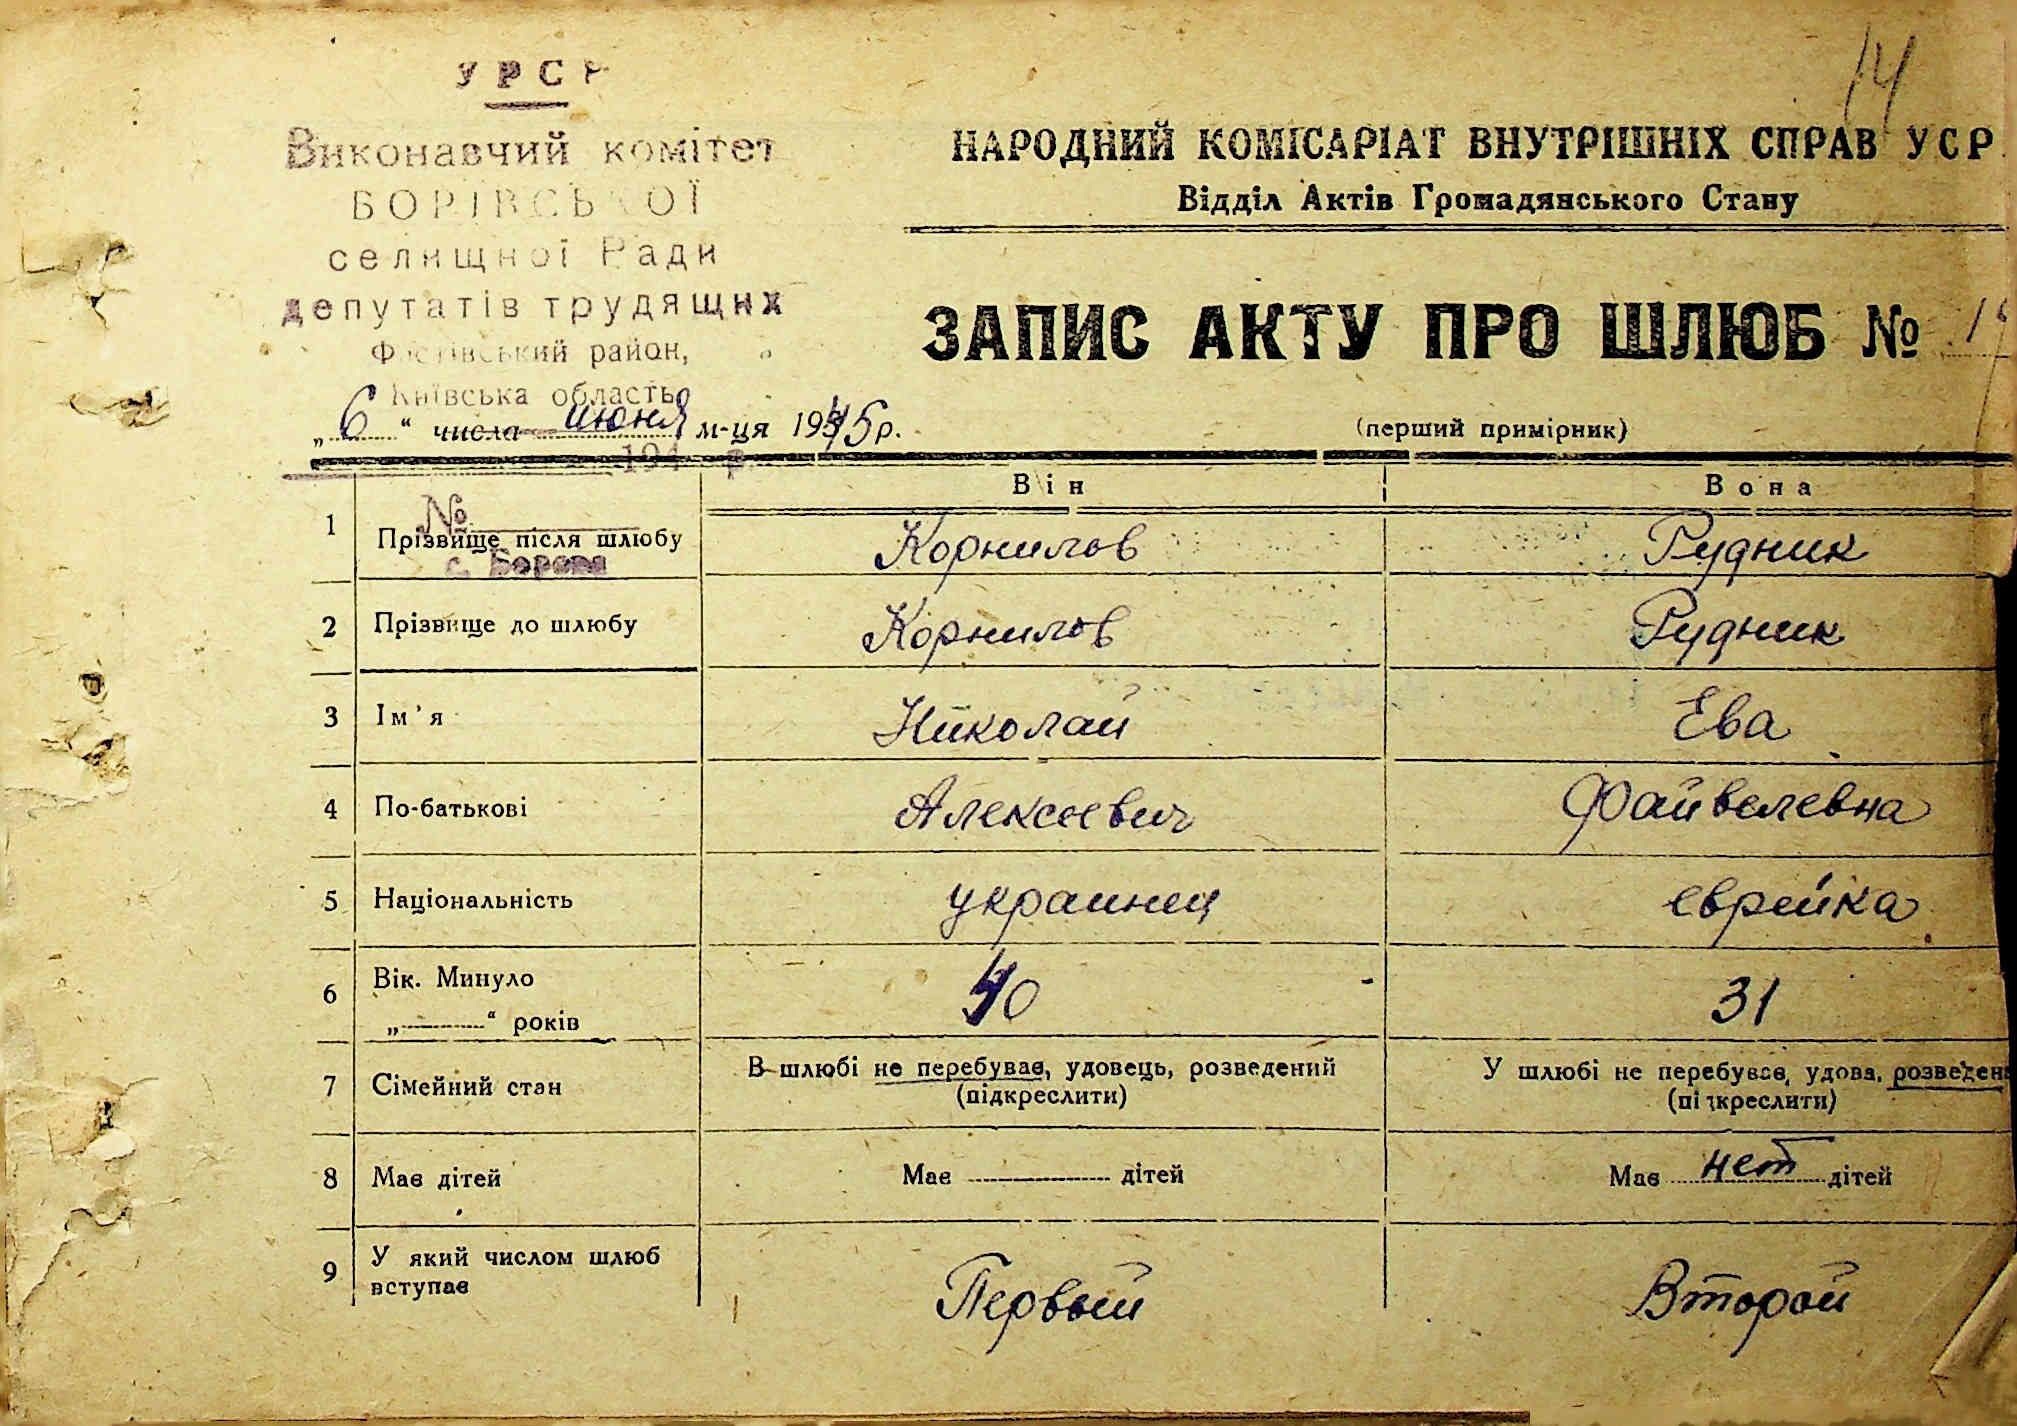 14
УРСР
Виконавчий комітет
БОРІВСЬКОЇ
селищної Ради
депутатів трудящих
Фастівський район,
Київська область
„6“ числа июня м-ця 1945 р.
194 р.
№
с. Борова
НАРОДНИЙ КОМІСАРІАТ ВНУТРІШНІХ СПРАВ УСР
Відділ Актів Громадянського Стану
ЗАПИС АКТУ ПРО ШЛЮБ №
(перший примірник)
Він Вона
1 Прізвище після шлюбу Корнилов Рудник
2 Прізвище до шлюбу Корнилов Рудник
3 Ім'я Николай Ева
4 По-батькові Алексеевич Файвелевна
5 Національність украинец еврейка
6 Вік. Минуло
„ “ років 40 31
7 Сімейний стан В шлюбі не перебуває, удовець, розведений У шлюбі не перебуває, удова, розведена
(підкреслити) (підкреслити)
8 Має дітей Має дітей Має нет дітей
9 У який числом шлюб
вступає Первый Второй